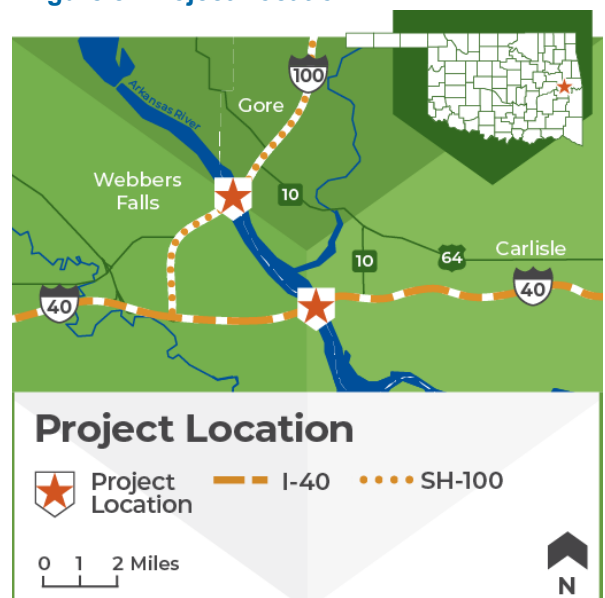 100
Gore
Arkansas River
Webbers
Falls
10
10
64
Carlisle
40
40
Project Location
Project
Location
I-40
SH-100
0 1 2 Miles
N